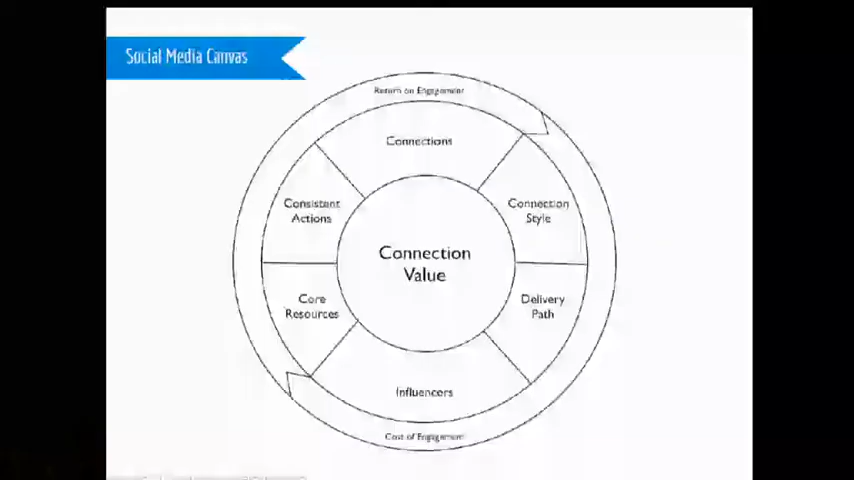 Social Media Canvas
Return on Engagement
Connections
Consistant
Actions
Connection
Style
Connection
Value
Core
Resources
Delivery
Path
Influencers
Cost of Engagement